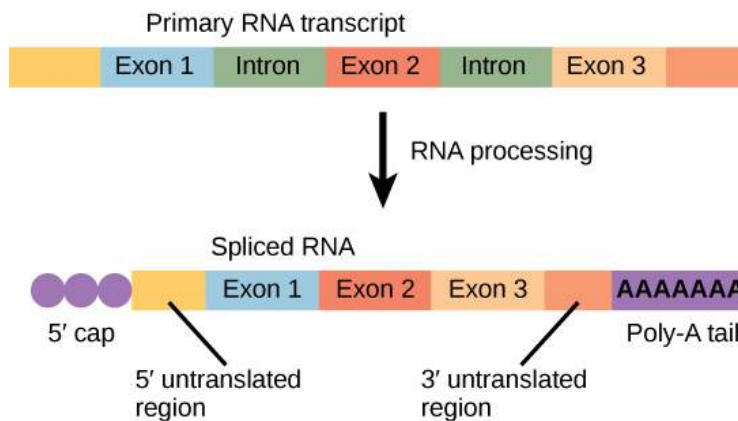 Primary RNA transcript
Exon 1 Intron Exon 2 Intron Exon 3
RNA processing
Spliced RNA
Exon 1 Exon 2 Exon 3 AAAAAAA
5′ cap Poly-A tail
5′ untranslated
region
3′ untranslated
region